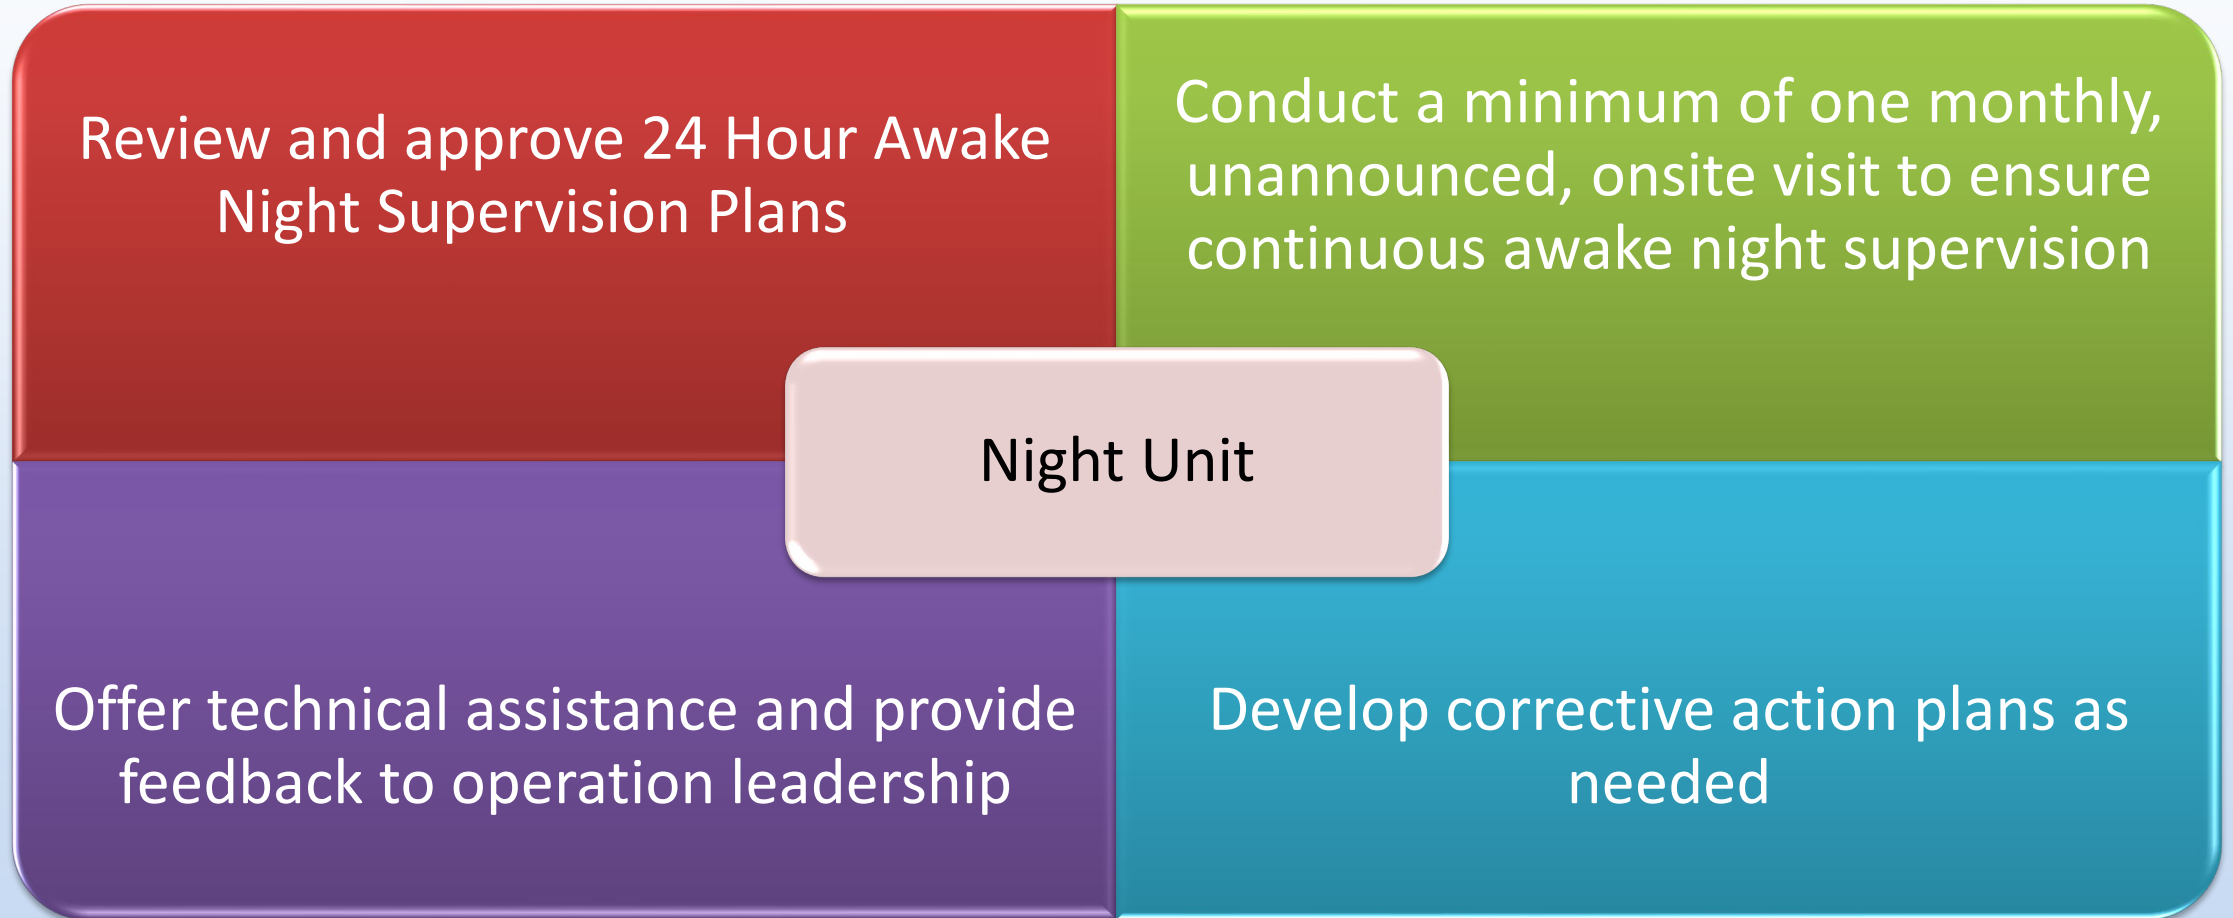 Review and approve 24 Hour Awake
Night Supervision Plans
Conduct a minimum of one monthly,
unannounced, onsite visit to ensure
continuous awake night supervision
Night Unit
Offer technical assistance and provide
feedback to operation leadership
Develop corrective action plans as
needed